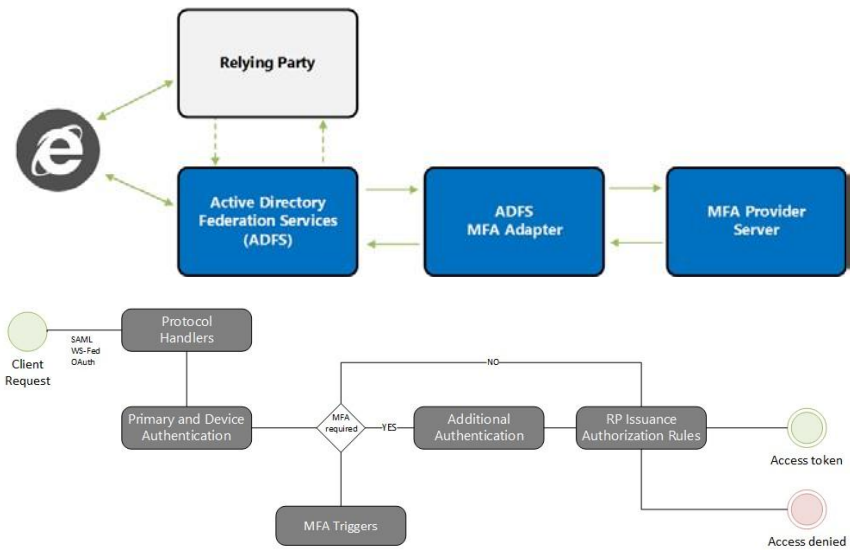 Relying Party
Active Directory
Federation Services
(ADFS)
ADFS
MFA Adapter
MFA Provider
Server
Client
Request
SAML
WS-Fed
OAuth
Protocol
Handlers
Primary and Device
Authentication
MFA
required
NO
YES
Additional
Authentication
RP Issuance
Authorization Rules
MFA Triggers
Access token
Access denied